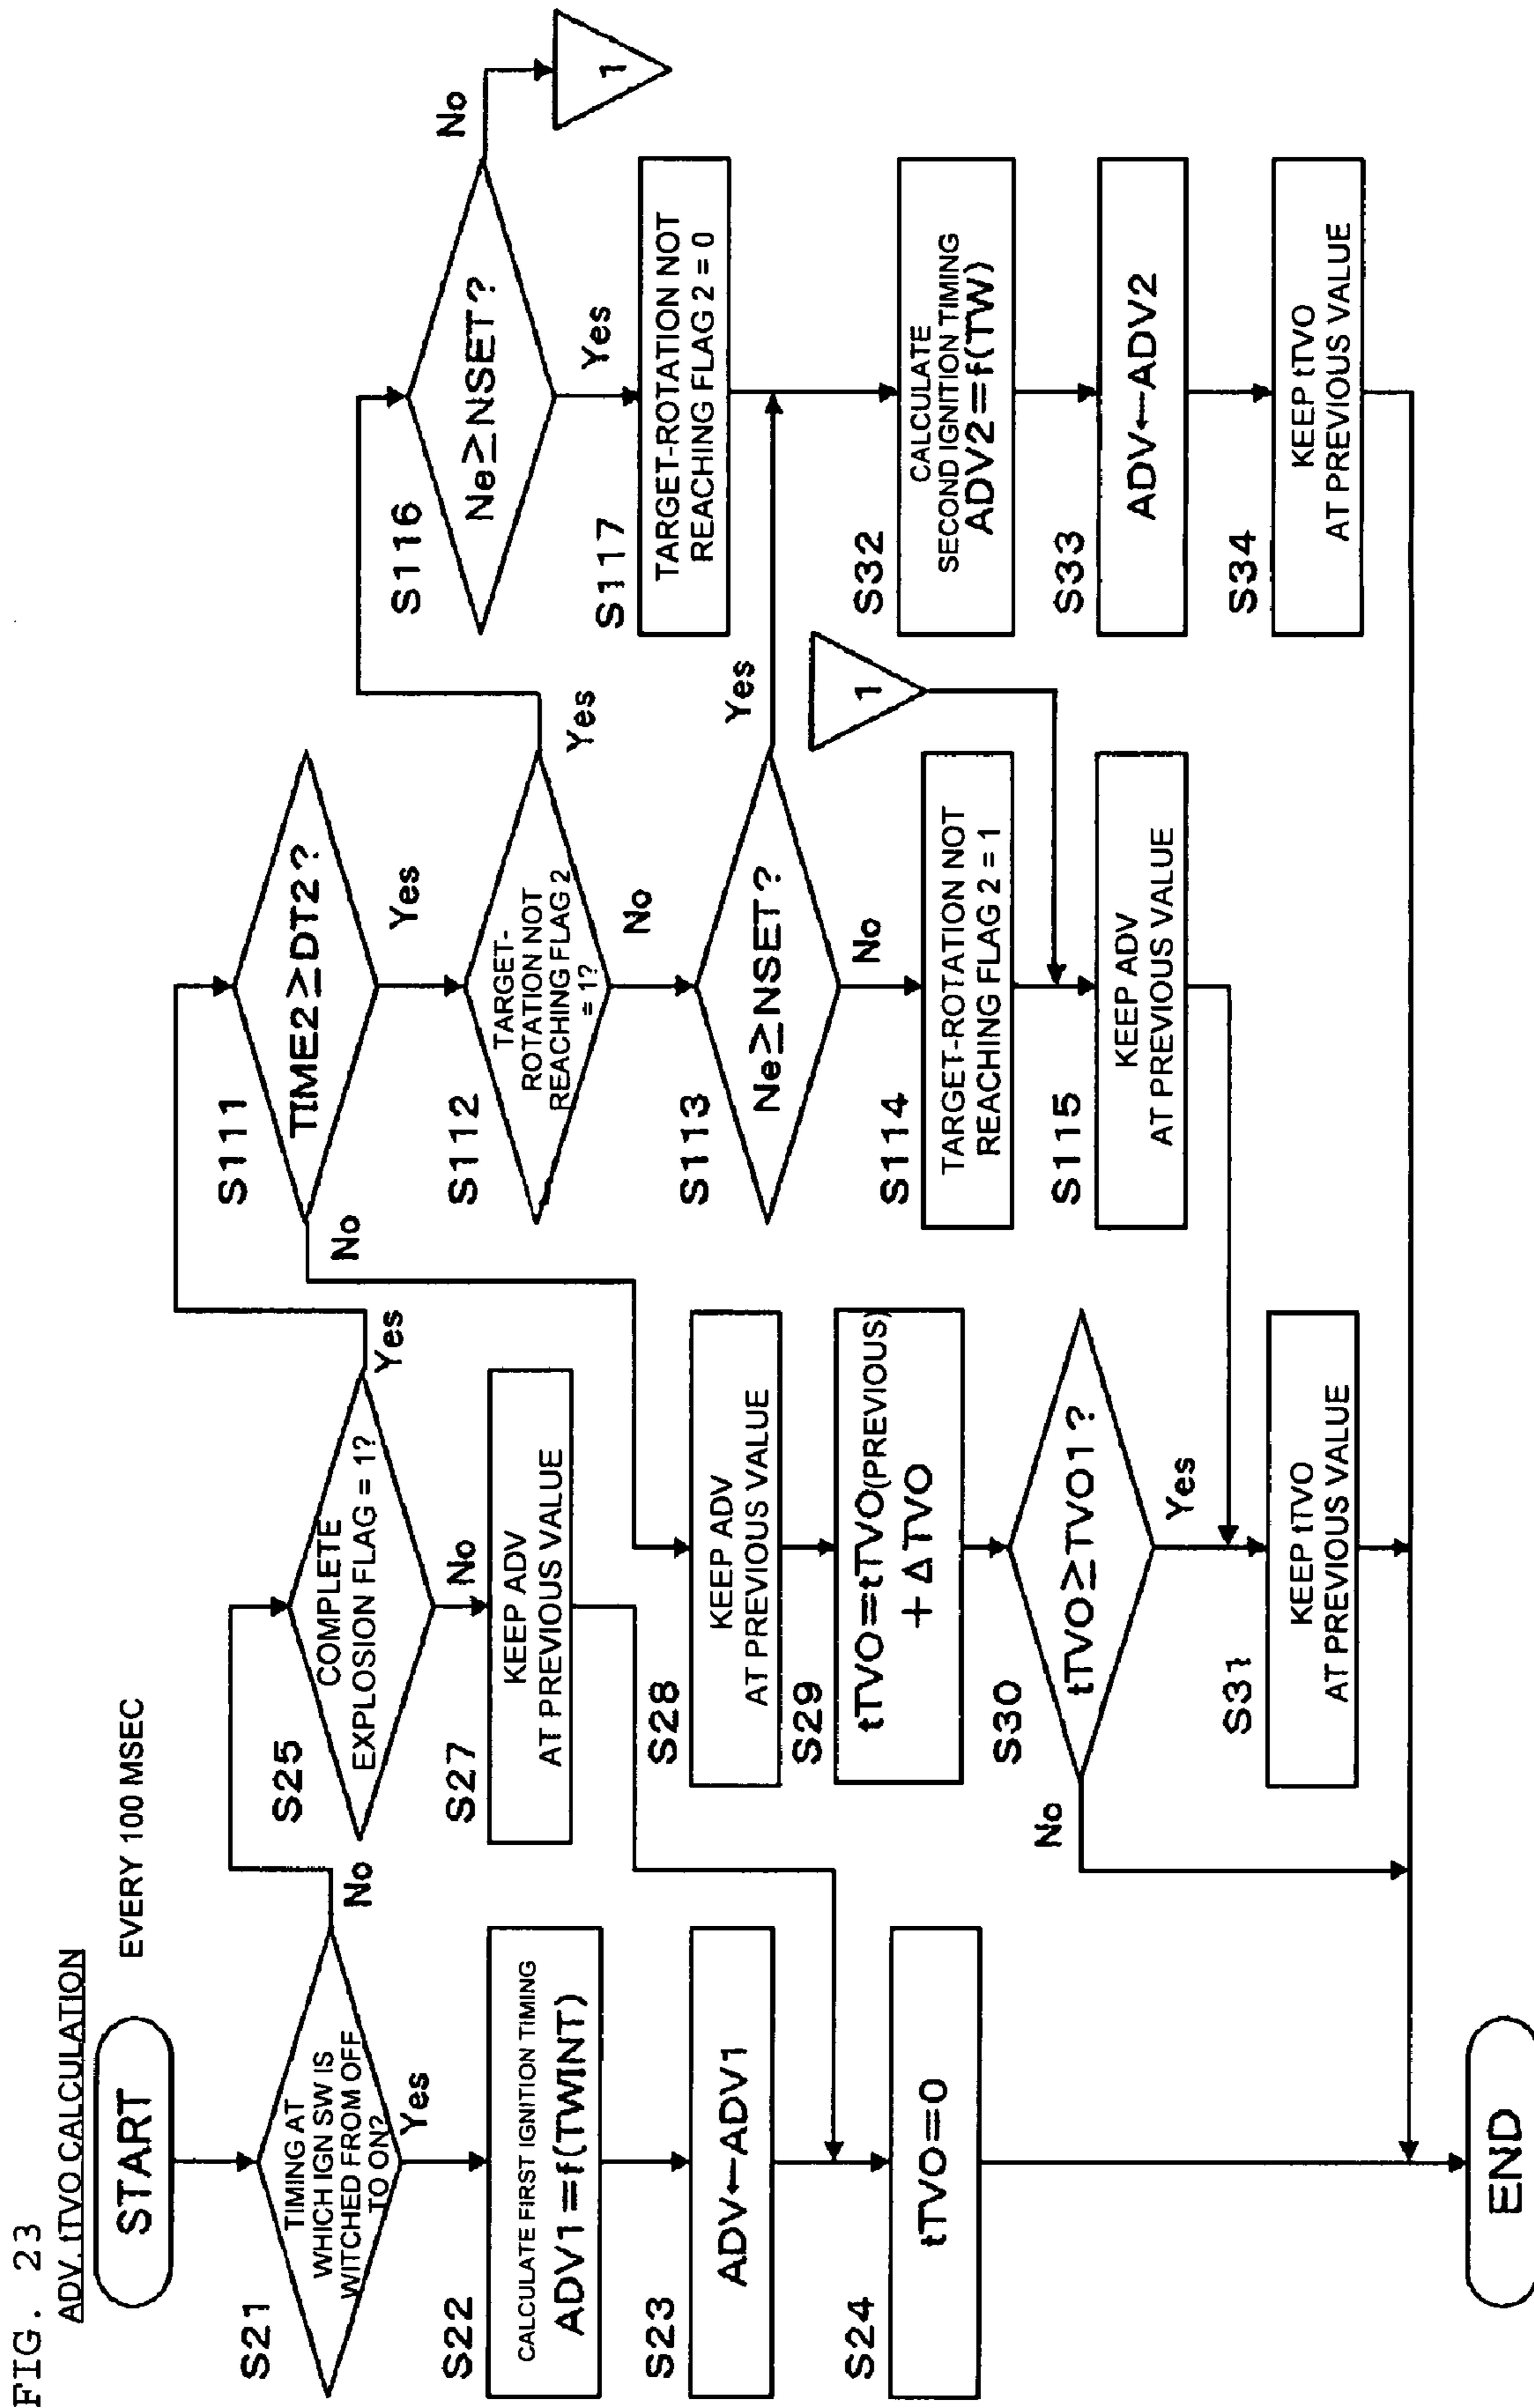 FIG. 23
ADV, tTVO CALCULATION
START
EVERY 100 MSEC
S21
TIMING AT
WHICH IGN SW IS
WITCHED FROM OFF
TO ON?
No
Yes
S22
CALCULATE FIRST IGNITION TIMING
ADV1=f(TWINT)
S23
ADV←ADV1
S24
tTVO=0
S25
COMPLETE
EXPLOSION FLAG = 1?
Yes
No
S27
KEEP ADV
AT PREVIOUS VALUE
S28
KEEP ADV
AT PREVIOUS VALUE
S29
tTVO=tTVO(PREVIOUS)
+ΔTVO
S30
tTVO≥TVO1?
No
Yes
S31
KEEP tTVO
AT PREVIOUS VALUE
S111
TIME2≥DT2?
No
Yes
S112
TARGET-
ROTATION NOT
REACHING FLAG 2
= 1?
Yes
No
S113
Ne≥NSET?
Yes
No
S114
TARGET-ROTATION NOT
REACHING FLAG 2 = 1
1
S115
KEEP ADV
AT PREVIOUS VALUE
S116
Ne≥NSET?
No
1
Yes
S117
TARGET-ROTATION NOT
REACHING FLAG 2 = 0
S32
CALCULATE
SECOND IGNITION TIMING
ADV2=f(TW)
S33
ADV←ADV2
S34
KEEP tTVO
AT PREVIOUS VALUE
END